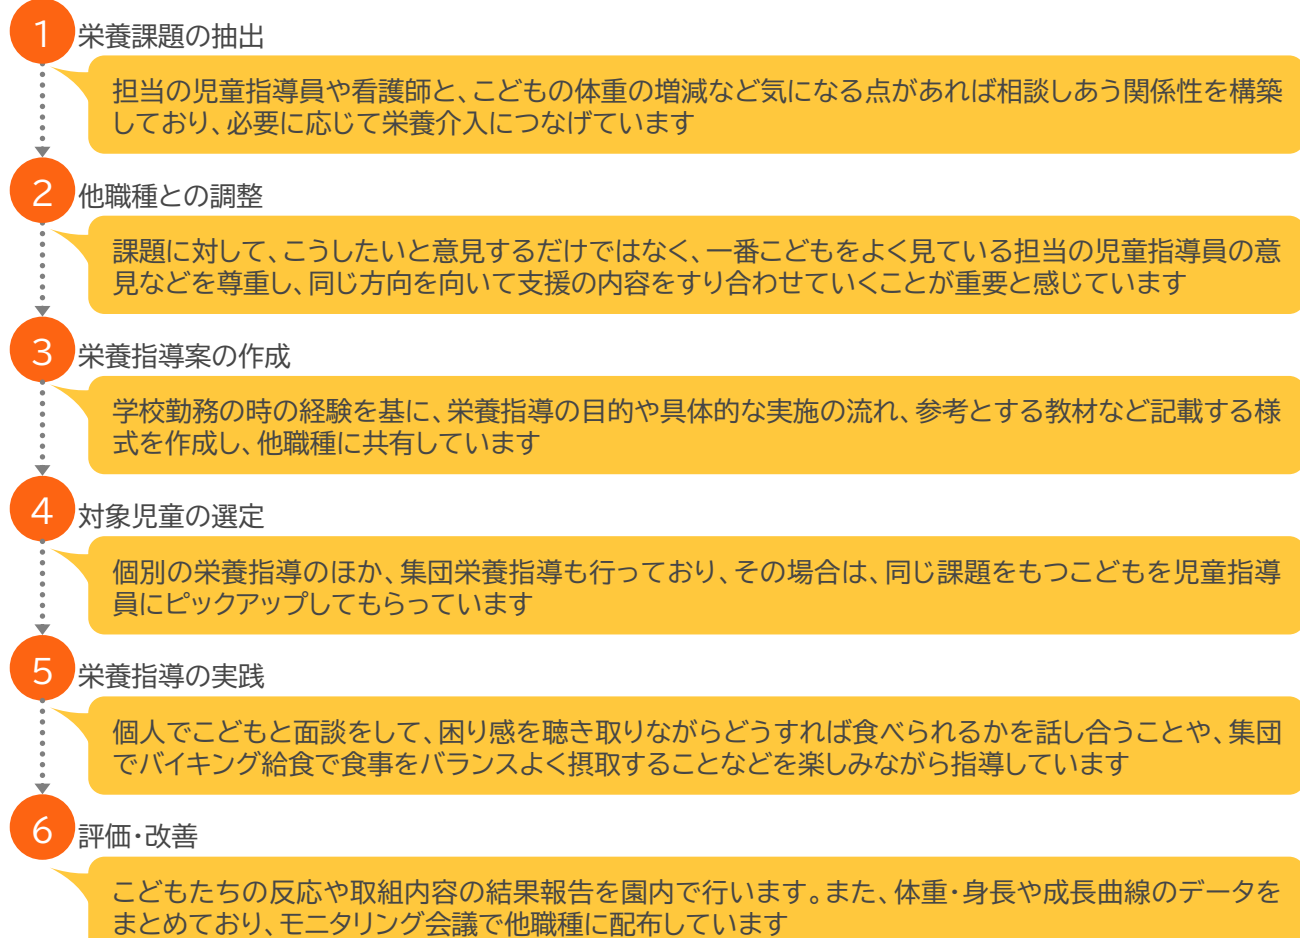 1 栄養課題の抽出
担当の児童指導員や看護師と、こどもの体重の増減など気になる点があれば相談しあう関係性を構築
しており、必要に応じて栄養介入につなげています
2 他職種との調整
課題に対して、こうしたいと意見するだけではなく、一番こどもをよく見ている担当の児童指導員の意
見などを尊重し、同じ方向を向いて支援の内容をすり合わせていくことが重要と感じています
3 栄養指導案の作成
学校勤務の時の経験を基に、栄養指導の目的や具体的な実施の流れ、参考とする教材など記載する様
式を作成し、他職種に共有しています
4 対象児童の選定
個別の栄養指導のほか、集団栄養指導も行っており、その場合は、同じ課題をもつこどもを児童指導
員にピックアップしてもらっています
5 栄養指導の実践
個人でこどもと面談をして、困り感を聴き取りながらどうすれば食べられるかを話し合うことや、集団
でバイキング給食で食事をバランスよく摂取することなどを楽しみながら指導しています
6 評価・改善
こどもたちの反応や取組内容の結果報告を園内で行います。また、体重・身長や成長曲線のデータを
まとめており、モニタリング会議で他職種に配布しています